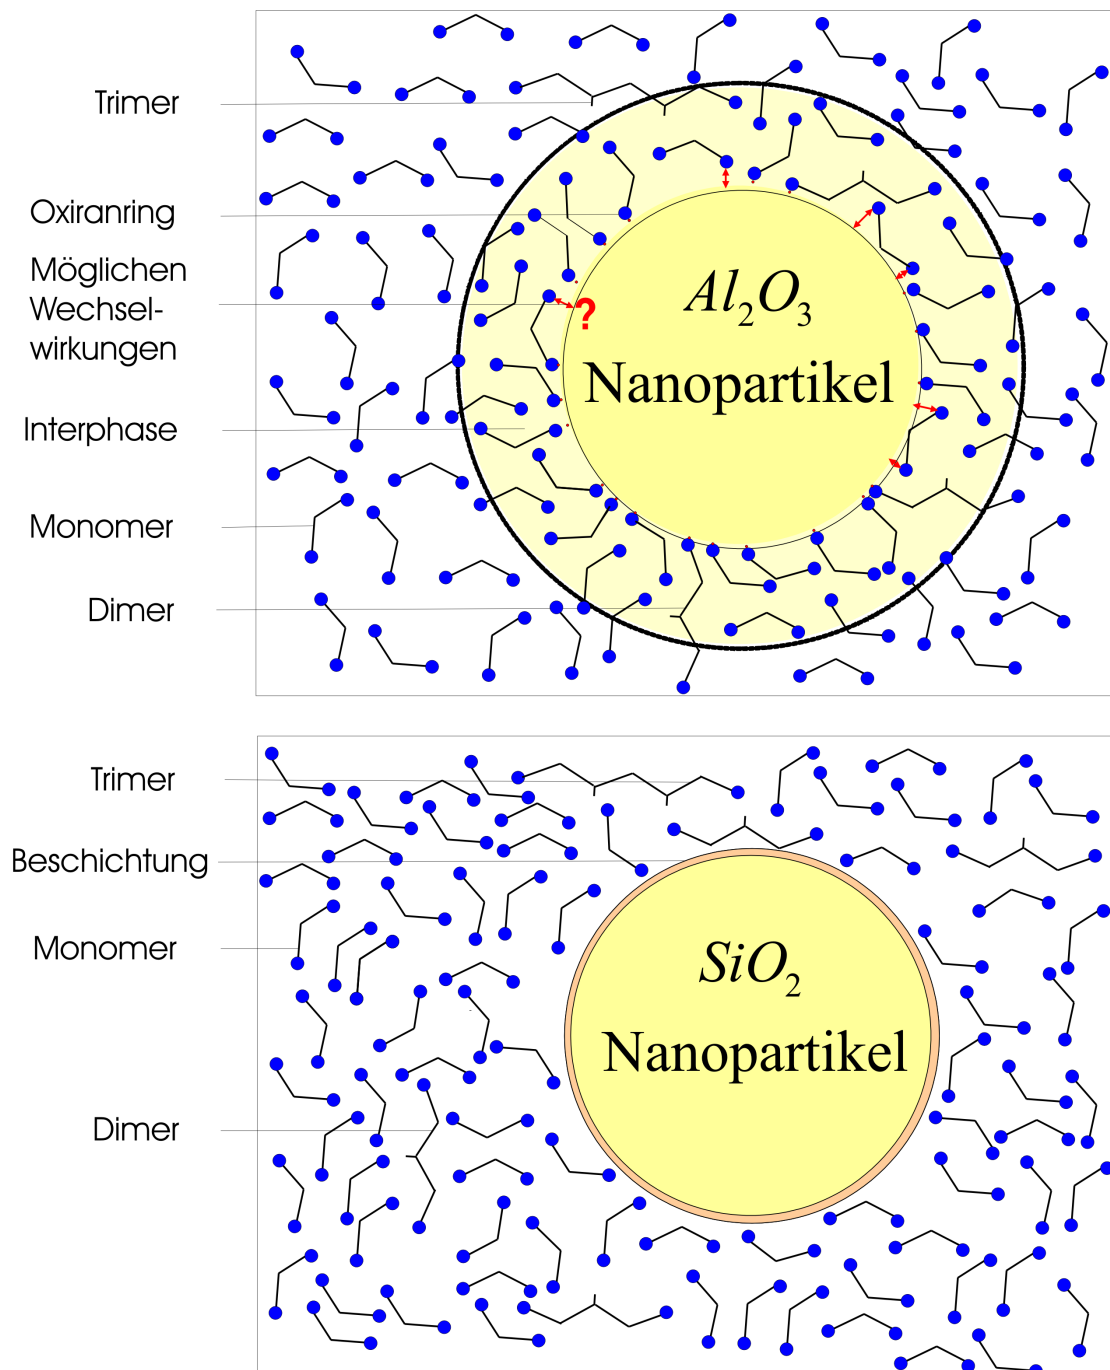 Trimer
Oxiranring
Möglichen
Wechsel-
wirkungen
Interphase
Monomer
Dimer
Al₂O₃
Nanopartikel
?
Trimer
Beschichtung
Monomer
Dimer
SiO₂
Nanopartikel